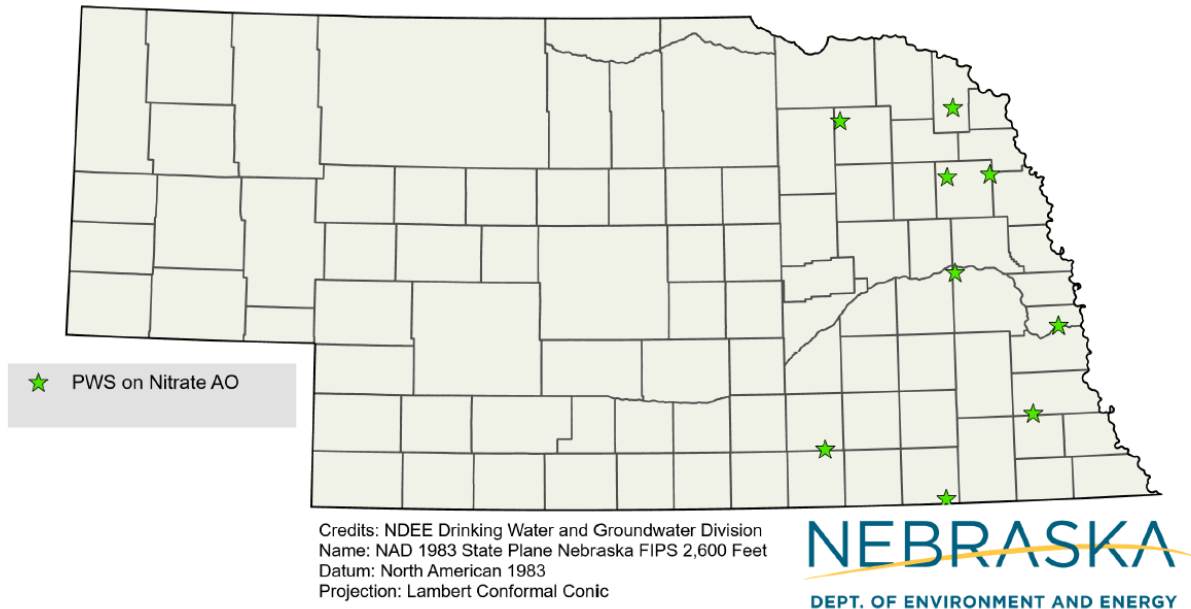 PWS on Nitrate AO
Credits: NDEE Drinking Water and Groundwater Division
Name: NAD 1983 State Plane Nebraska FIPS 2,600 Feet
Datum: North American 1983
Projection: Lambert Conformal Conic
NEBRASKA
DEPT. OF ENVIRONMENT AND ENERGY